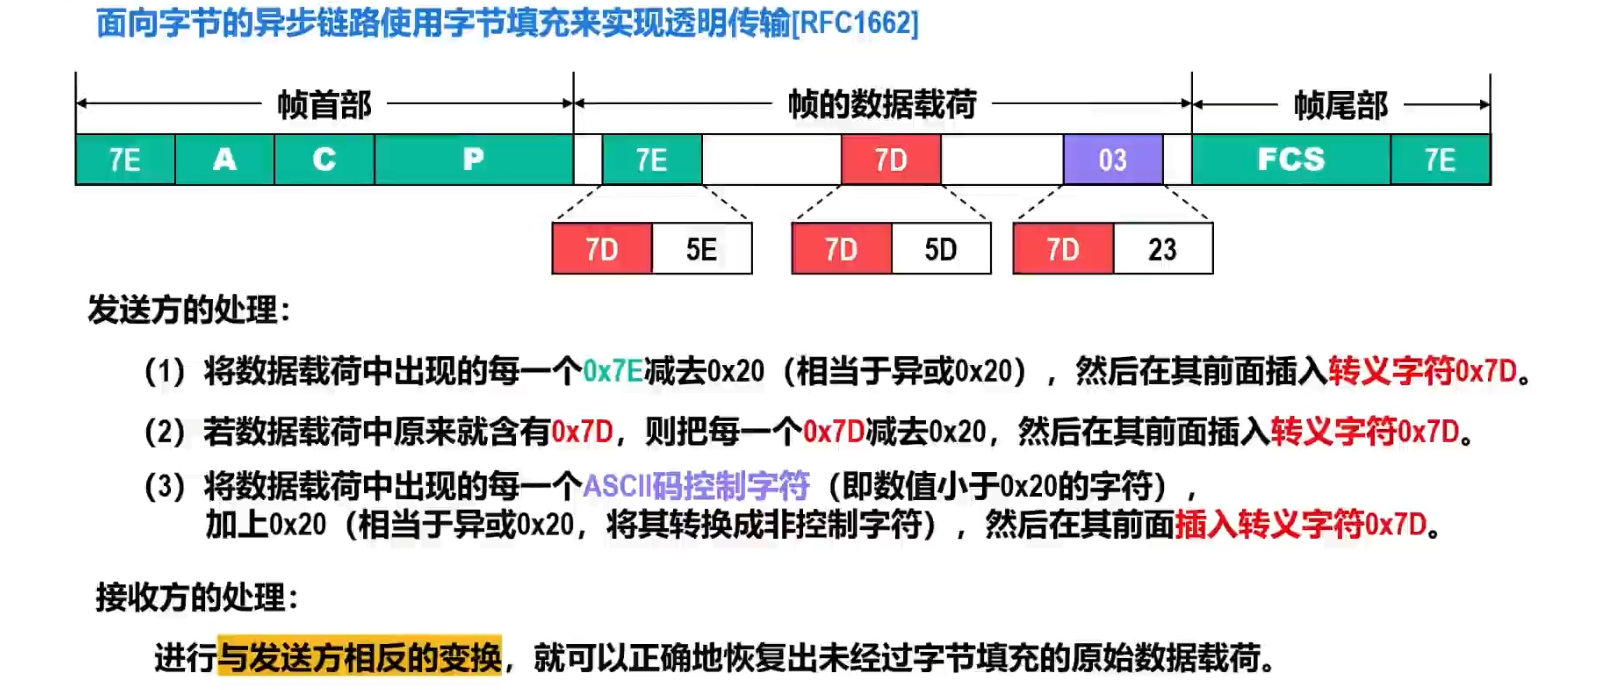 面向字节的异步链路使用字节填充来实现透明传输[RFC1662]
帧首部 帧的数据载荷 帧尾部
7E A C P 7E 7D 03 FCS 7E
7D 5E 7D 5D 7D 23
发送方的处理：
（1）将数据载荷中出现的每一个0x7E减去0x20（相当于异或0x20），然后在其前面插入转义字符0x7D。
（2）若数据载荷中原来就含有0x7D，则把每一个0x7D减去0x20，然后在其前面插入转义字符0x7D。
（3）将数据载荷中出现的每一个ASCII码控制字符（即数值小于0x20的字符），
加上0x20（相当于异或0x20，将其转换成非控制字符），然后在其前面插入转义字符0x7D。
接收方的处理：
进行与发送方相反的变换，就可以正确地恢复出未经过字节填充的原始数据载荷。